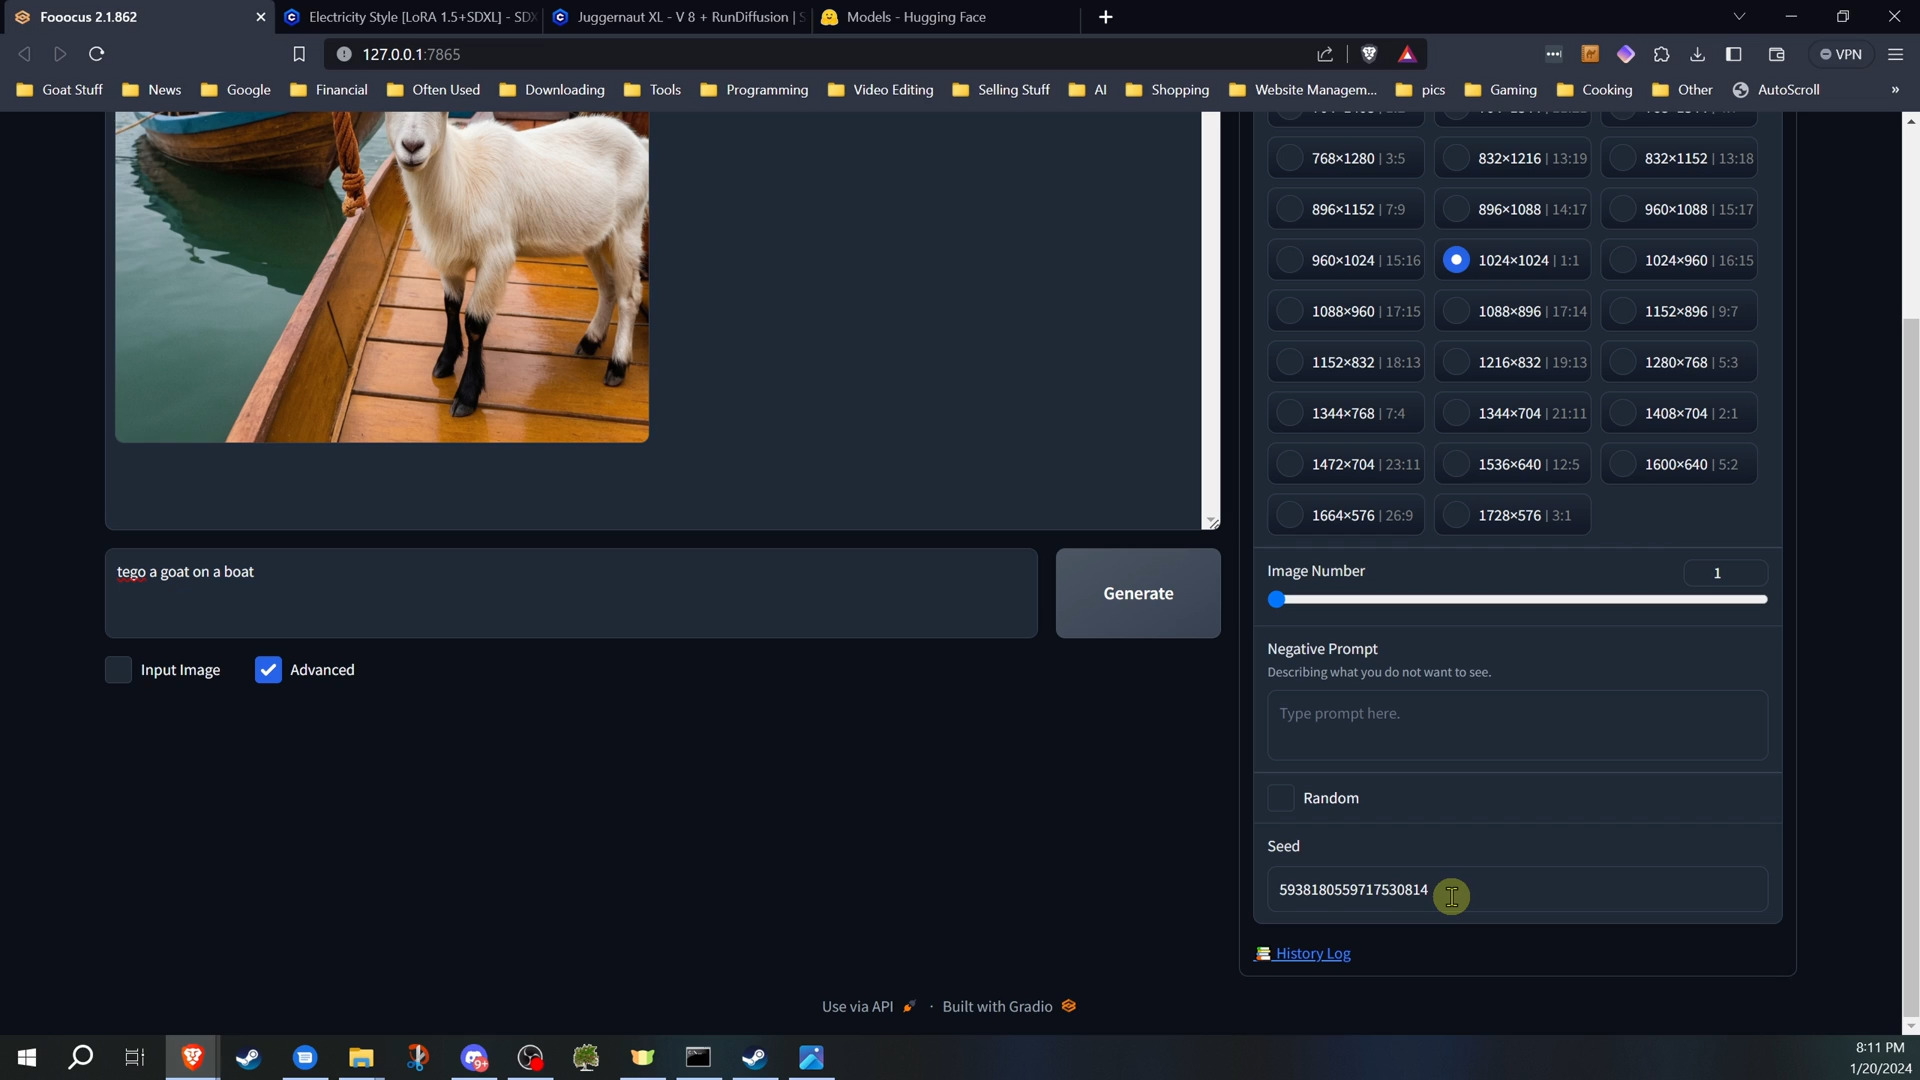 Fooocus 2.1.862
Electricity Style [LoRA 1.5+SDXL] - SDX
Juggernaut XL - V 8 + RunDiffusion | S
Models - Hugging Face
127.0.0.1:7865
VPN
Goat Stuff
News
Google
Financial
Often Used
Downloading
Tools
Programming
Video Editing
Selling Stuff
AI
Shopping
Website Managem...
pics
Gaming
Cooking
Other
AutoScroll
»
768×1280 | 3:5
832×1216 | 13:19
832×1152 | 13:18
896×1152 | 7:9
896×1088 | 14:17
960×1088 | 15:17
960×1024 | 15:16
1024×1024 | 1:1
1024×960 | 16:15
1088×960 | 17:15
1088×896 | 17:14
1152×896 | 9:7
1152×832 | 18:13
1216×832 | 19:13
1280×768 | 5:3
1344×768 | 7:4
1344×704 | 21:11
1408×704 | 2:1
1472×704 | 23:11
1536×640 | 12:5
1600×640 | 5:2
1664×576 | 26:9
1728×576 | 3:1
tego a goat on a boat
Generate
Input Image
Advanced
Image Number
1
Negative Prompt
Describing what you do not want to see.
Type prompt here.
Random
Seed
5938180559717530814
History Log
Use via API
·
Built with Gradio
9+
8:11 PM
1/20/2024